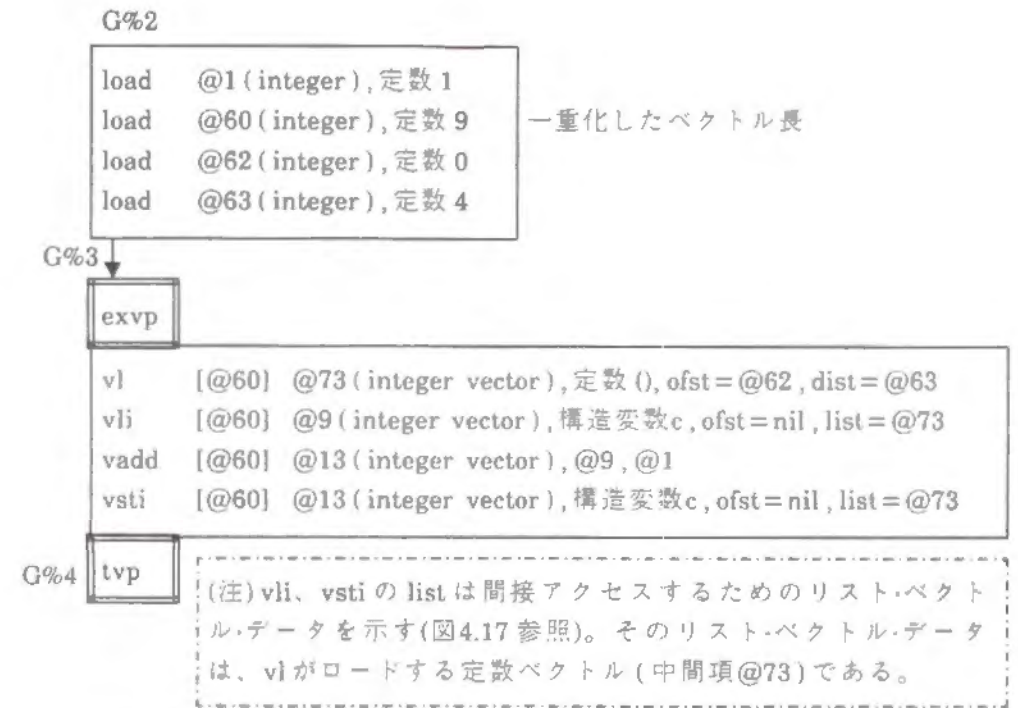 G%2
load @1 (integer), 定数 1
load @60 (integer), 定数 9 一重化したベクトル長
load @62 (integer), 定数 0
load @63 (integer), 定数 4
G%3
exvp
vl [@60] @73 (integer vector), 定数 (), ofst=@62, dist=@63
vli [@60] @9 (integer vector), 構造変数c, ofst=nil, list=@73
vadd [@60] @13 (integer vector), @9, @1
vsti [@60] @13 (integer vector), 構造変数c, ofst=nil, list=@73
G%4 tvp
(注) vli、vsti の list は間接アクセスするためのリスト・ベクト
ル・データを示す(図4.17 参照)。そのリスト・ベクトル・データ
は、vl がロードする定数ベクトル (中間項@73) である。